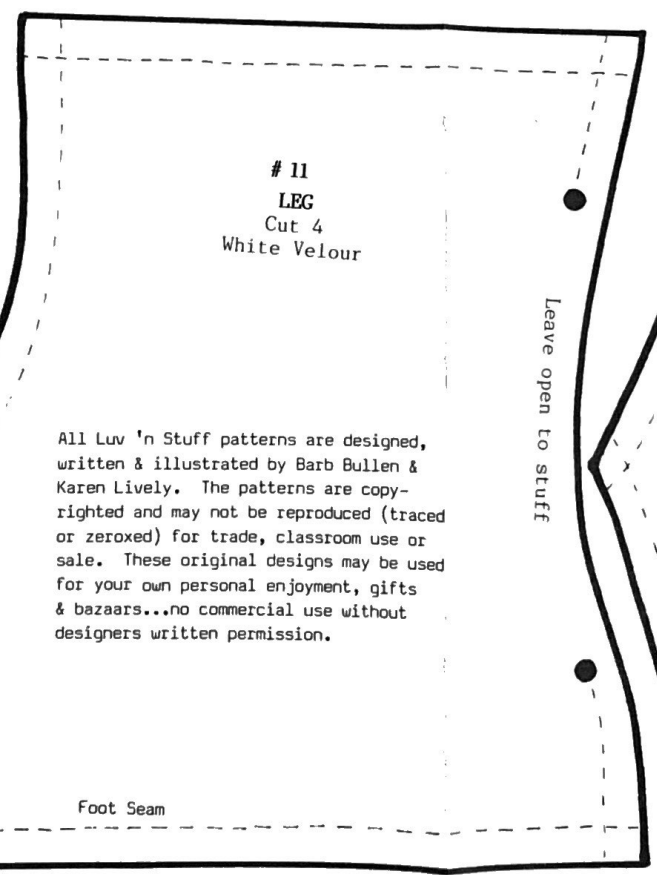 # 11
LEG
Cut 4
White Velour
Leave open to stuff
All Luv 'n Stuff patterns are designed,
written & illustrated by Barb Bullen &
Karen Lively.  The patterns are copy-
righted and may not be reproduced (traced
or zeroxed) for trade, classroom use or
sale.  These original designs may be used
for your own personal enjoyment, gifts
& bazaars...no commercial use without
designers written permission.
Foot Seam